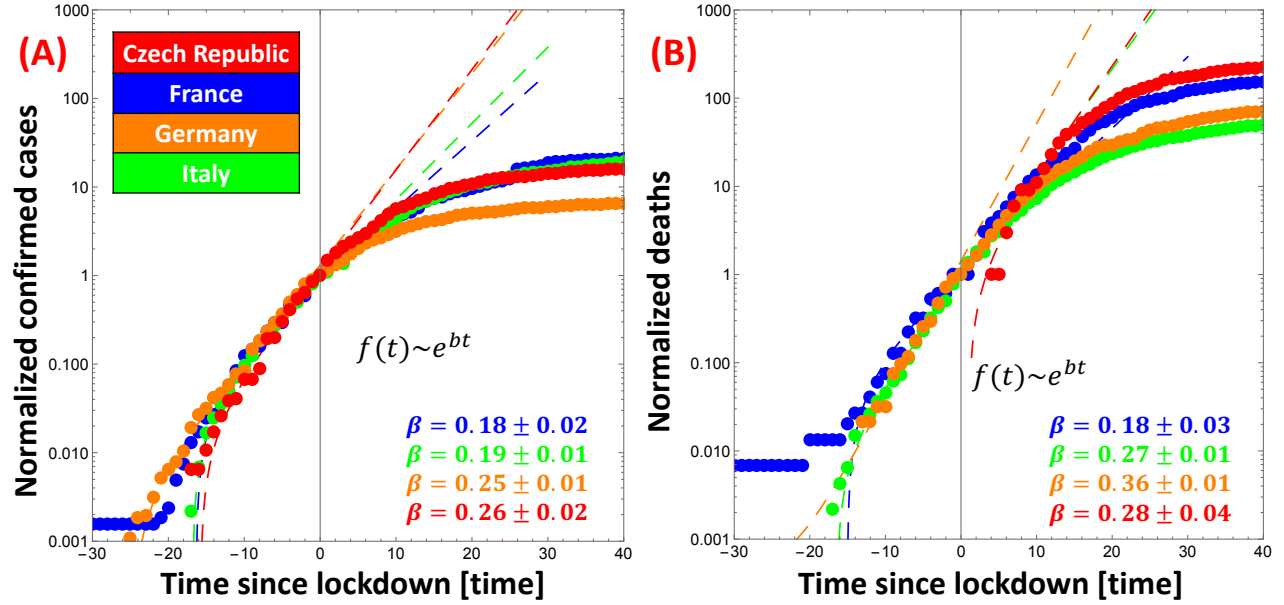 (A)
Czech Republic
France
Germany
Italy
Normalized confirmed cases
1000
100
10
1
0.100
0.010
0.001
f(t)~e^{bt}
β = 0.18 ± 0.02
β = 0.19 ± 0.01
β = 0.25 ± 0.01
β = 0.26 ± 0.02
−30 −20 −10 0 10 20 30 40
Time since lockdown [time]
(B)
Normalized deaths
1000
100
10
1
0.100
0.010
0.001
f(t)~e^{bt}
β = 0.18 ± 0.03
β = 0.27 ± 0.01
β = 0.36 ± 0.01
β = 0.28 ± 0.04
−30 −20 −10 0 10 20 30 40
Time since lockdown [time]